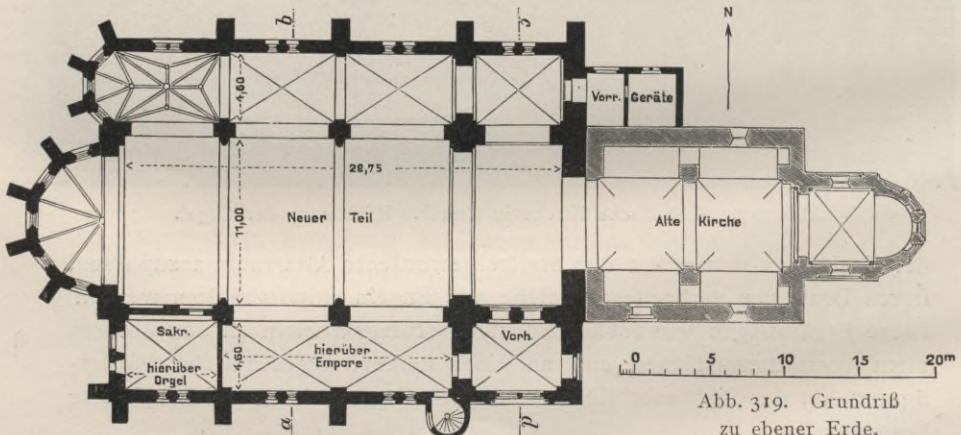 b
c
N
4,60
Vorr. Geräte
28,75
11,00
Neuer Teil
Alte Kirche
Sakr.
hierüber
Orgel
4,60
hierüber
Empore
Vorh.
a
d
0 5 10 15 20m
Abb. 319. Grundriß
zu ebener Erde.